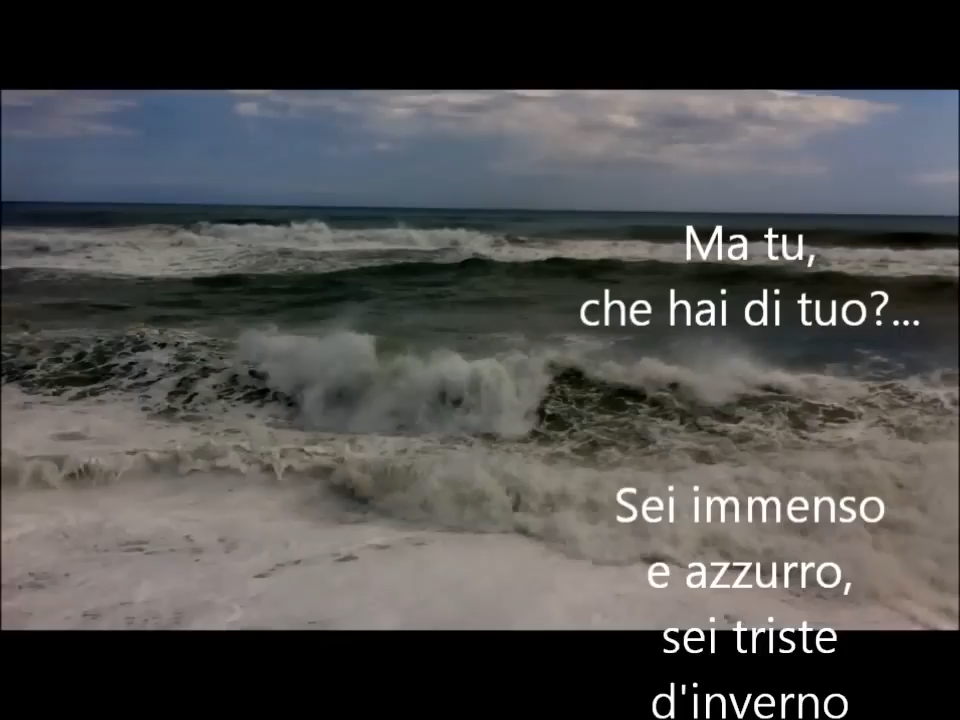 Ma tu,
che hai di tuo?...
Sei immenso
e azzurro,
sei triste
d'inverno